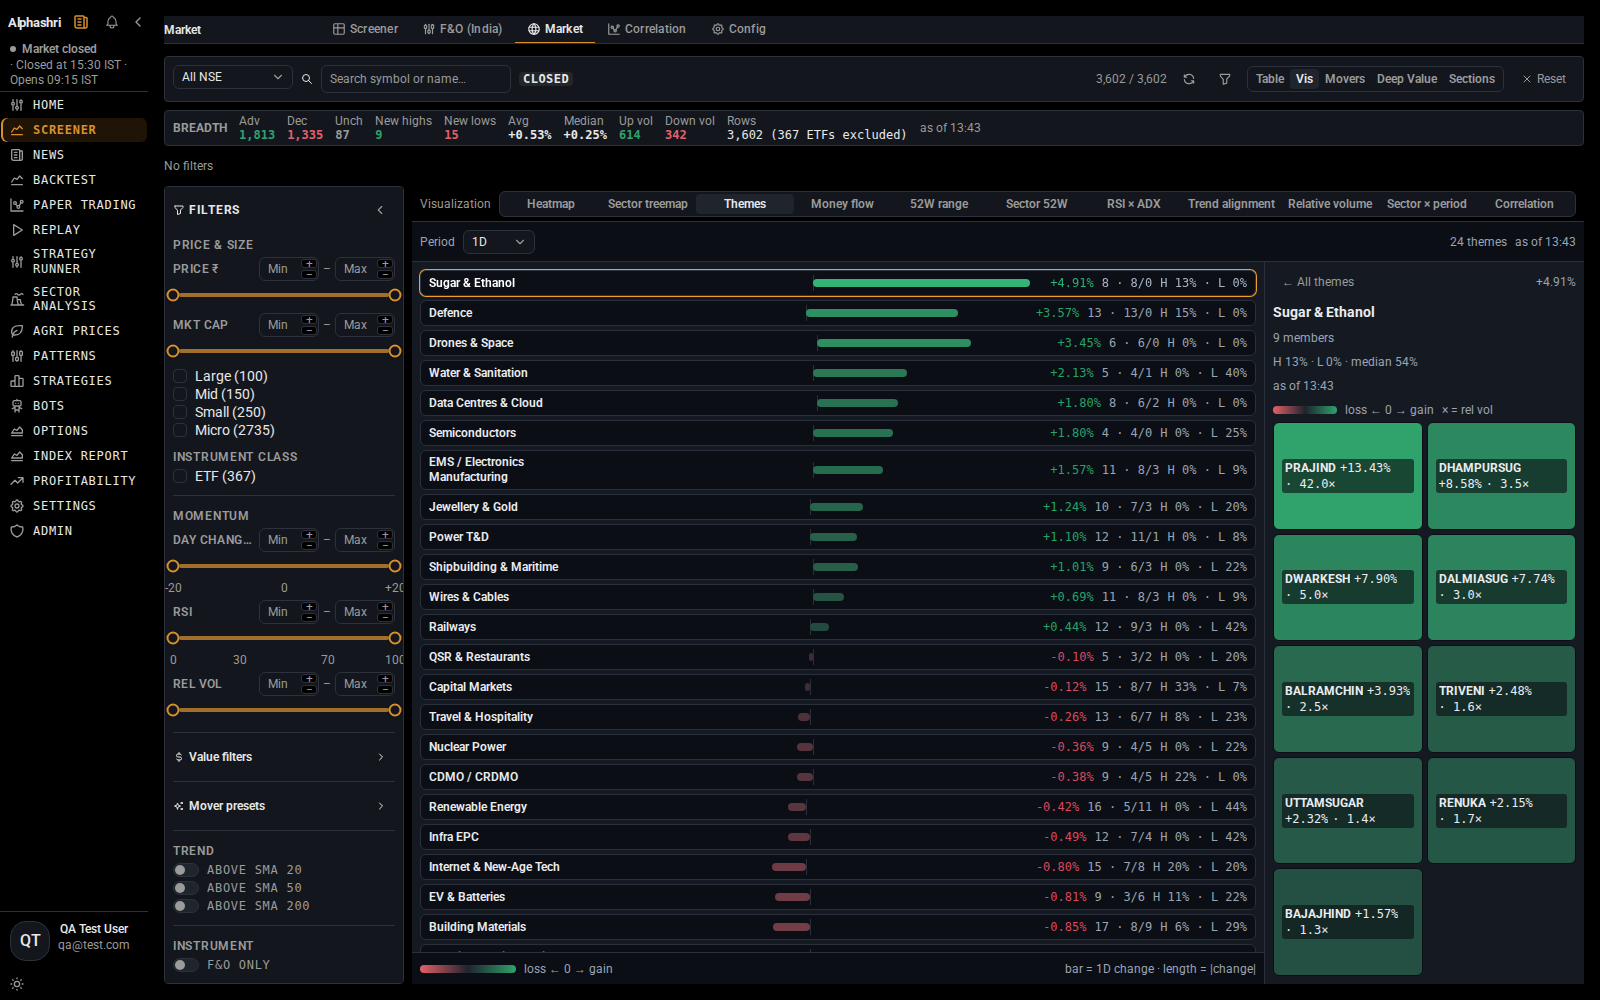 Alphashri
Market closed
· Closed at 15:30 IST ·
Opens 09:15 IST
HOME
SCREENER
NEWS
BACKTEST
PAPER TRADING
REPLAY
STRATEGY
RUNNER
SECTOR
ANALYSIS
AGRI PRICES
PATTERNS
STRATEGIES
BOTS
OPTIONS
INDEX REPORT
PROFITABILITY
SETTINGS
ADMIN
QT
QA Test User
qa@test.com
Market
Screener
F&O (India)
Market
Correlation
Config
All NSE
Search symbol or name...
CLOSED
3,602 / 3,602
Table Vis Movers Deep Value Sections
× Reset
BREADTH
Adv Dec Unch New highs New lows Avg Median Up vol Down vol Rows
1,813 1,335 87 9 15 +0.53% +0.25% 614 342 3,602 (367 ETFs excluded)
as of 13:43
No filters
FILTERS
PRICE & SIZE
PRICE ₹ Min – Max
MKT CAP Min – Max
Large (100)
Mid (150)
Small (250)
Micro (2735)
INSTRUMENT CLASS
ETF (367)
MOMENTUM
DAY CHANG... Min – Max
-20 0 +20
RSI Min – Max
0 30 70 100
REL VOL Min – Max
Value filters
Mover presets
TREND
ABOVE SMA 20
ABOVE SMA 50
ABOVE SMA 200
INSTRUMENT
F&O ONLY
Visualization Heatmap Sector treemap Themes Money flow 52W range Sector 52W RSI × ADX Trend alignment Relative volume Sector × period Correlation
Period 1D
24 themes as of 13:43
Sugar & Ethanol +4.91% 8 · 8/0 H 13% · L 0%
Defence +3.57% 13 · 13/0 H 15% · L 0%
Drones & Space +3.45% 6 · 6/0 H 0% · L 0%
Water & Sanitation +2.13% 5 · 4/1 H 0% · L 40%
Data Centres & Cloud +1.80% 8 · 6/2 H 0% · L 0%
Semiconductors +1.80% 4 · 4/0 H 0% · L 25%
EMS / Electronics
Manufacturing +1.57% 11 · 8/3 H 0% · L 9%
Jewellery & Gold +1.24% 10 · 7/3 H 0% · L 20%
Power T&D +1.10% 12 · 11/1 H 0% · L 8%
Shipbuilding & Maritime +1.01% 9 · 6/3 H 0% · L 22%
Wires & Cables +0.69% 11 · 8/3 H 0% · L 9%
Railways +0.44% 12 · 9/3 H 0% · L 42%
QSR & Restaurants -0.10% 5 · 3/2 H 0% · L 20%
Capital Markets -0.12% 15 · 8/7 H 33% · L 7%
Travel & Hospitality -0.26% 13 · 6/7 H 8% · L 23%
Nuclear Power -0.36% 9 · 4/5 H 0% · L 22%
CDMO / CRDMO -0.38% 9 · 4/5 H 22% · L 0%
Renewable Energy -0.42% 16 · 5/11 H 0% · L 44%
Infra EPC -0.49% 12 · 7/4 H 0% · L 42%
Internet & New-Age Tech -0.80% 15 · 7/8 H 20% · L 20%
EV & Batteries -0.81% 9 · 3/6 H 11% · L 22%
Building Materials -0.85% 17 · 8/9 H 6% · L 29%
loss ← 0 → gain
bar = 1D change · length = |change|
← All themes +4.91%
Sugar & Ethanol
9 members
H 13% · L 0% · median 54%
as of 13:43
loss ← 0 → gain × = rel vol
PRAJIND +13.43%
· 42.0×
DHAMPURSUG
+8.58% · 3.5×
DWARKESH +7.90%
· 5.0×
DALMIASUG +7.74%
· 3.0×
BALRAMCHIN +3.93%
· 2.5×
TRIVENI +2.48%
· 1.6×
UTTAMSUGAR
+2.32% · 1.4×
RENUKA +2.15%
· 1.7×
BAJAJHIND +1.57%
· 1.3×